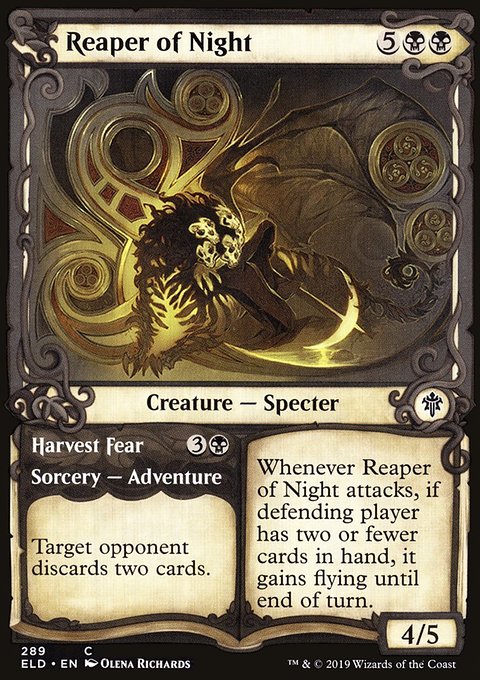 Reaper of Night 5
Creature — Specter
Harvest Fear 3
Sorcery — Adventure
Target opponent
discards two cards.
Whenever Reaper
of Night attacks, if
defending player
has two or fewer
cards in hand, it
gains flying until
end of turn.
4/5
289 C
ELD • EN OLENA RICHARDS
™ & © 2019 Wizards of the Coast